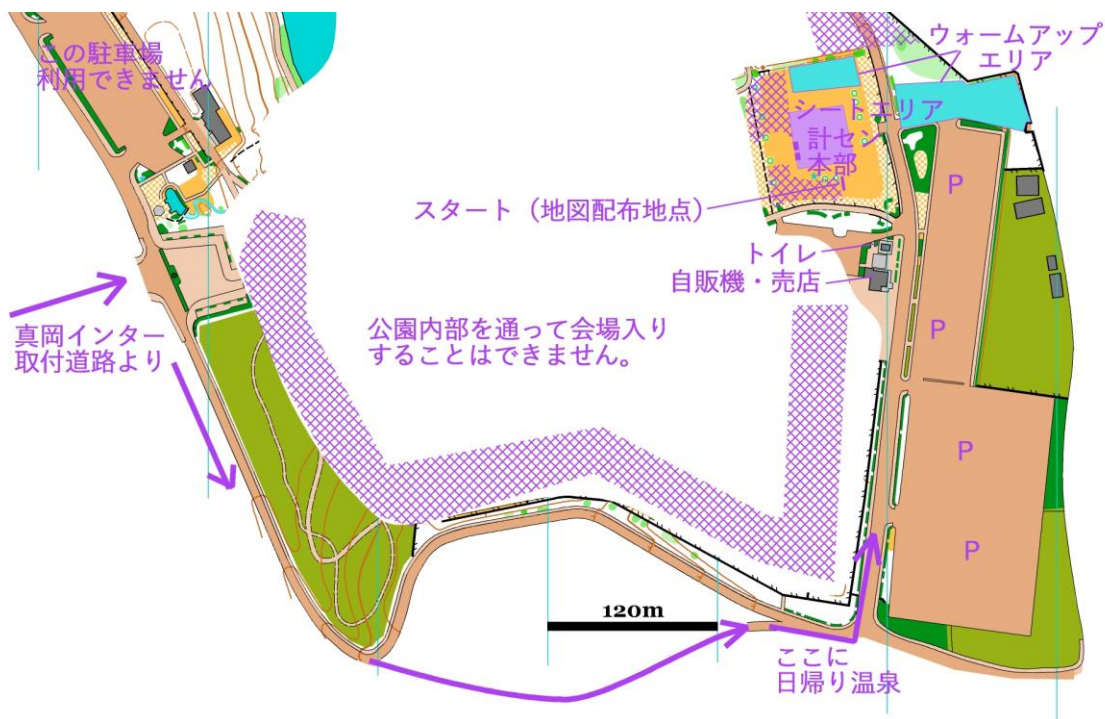 この駐車場
利用できません
ウォームアップ
エリア
シートエリア
計セン
本部
スタート（地図配布地点）
トイレ
自販機・売店
P
P
P
P
真岡インター
取付道路より
公園内部を通って会場入り
することはできません。
120m
ここに
日帰り温泉